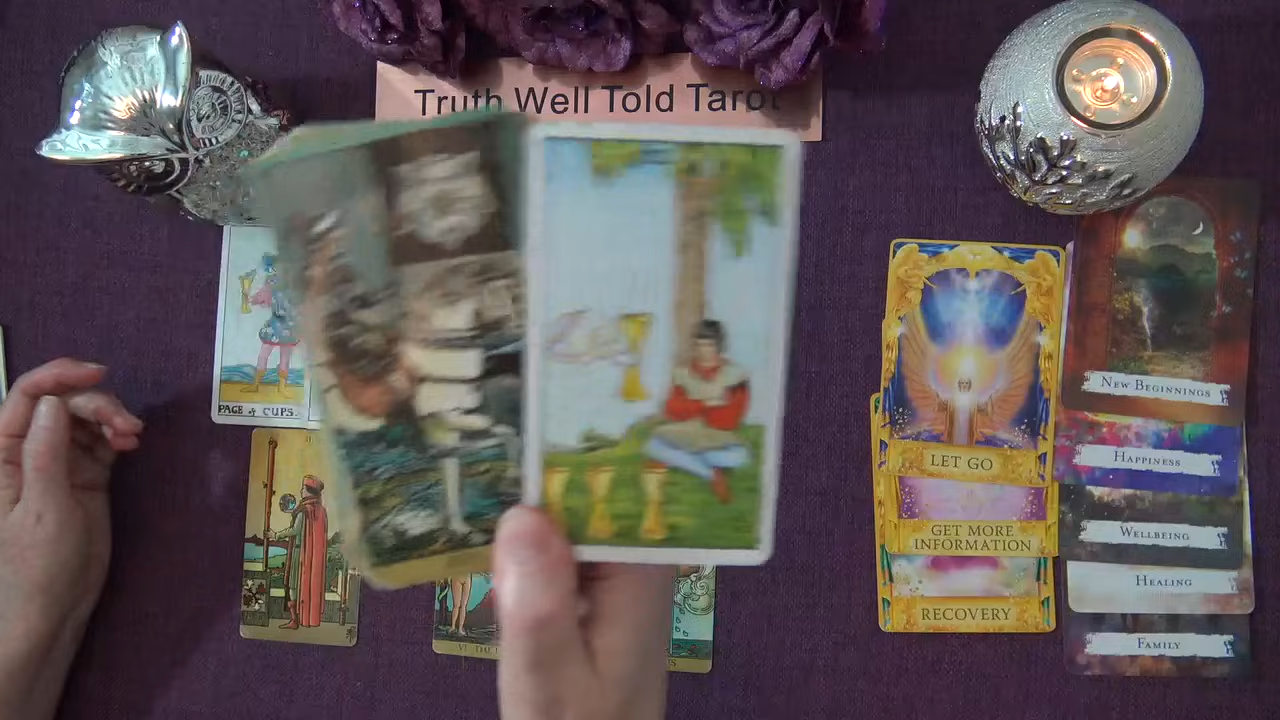 Truth Well Told Tarot
PAGE of CUPS.
LET GO
GET MORE
INFORMATION
RECOVERY
NEW BEGINNINGS
HAPPINESS
WELLBEING
HEALING
FAMILY